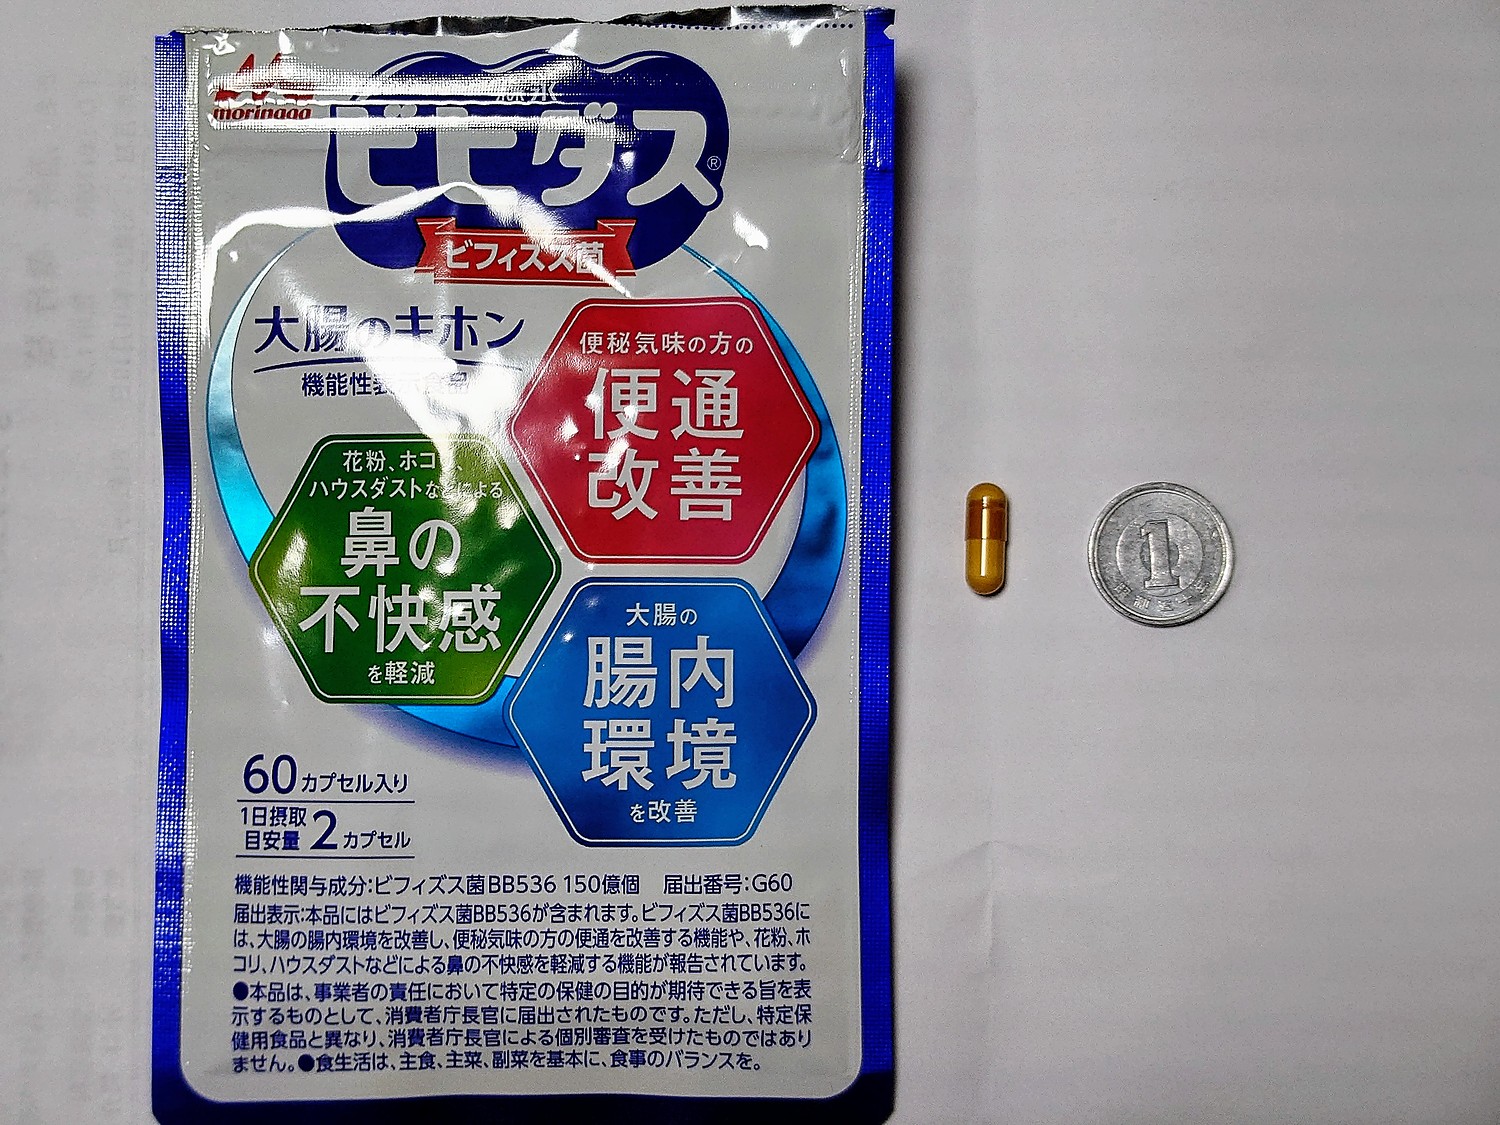 morinaga
ビヒダス®
ビフィズス菌
大腸のキホン
機能性表示食品
便秘気味の方の
便通
改善
花粉、ホコリ、
ハウスダストなどによる
鼻の
不快感
を軽減
大腸の
腸内
環境
を改善
60カプセル入り
1日摂取
目安量 2カプセル
機能性関与成分:ビフィズス菌BB536 150億個 届出番号:G60
届出表示:本品にはビフィズス菌BB536が含まれます。ビフィズス菌BB536に
は、大腸の腸内環境を改善し、便秘気味の方の便通を改善する機能や、花粉、ホ
コリ、ハウスダストなどによる鼻の不快感を軽減する機能が報告されています。
●本品は、事業者の責任において特定の保健の目的が期待できる旨を表
示するものとして、消費者庁長官に届出されたものです。ただし、特定保
健用食品と異なり、消費者庁長官による個別審査を受けたものではあり
ません。●食生活は、主食、主菜、副菜を基本に、食事のバランスを。
1